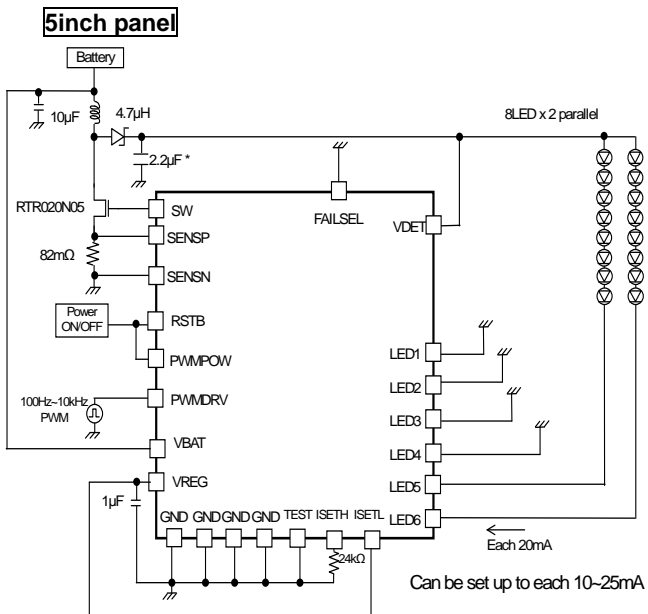 5inch panel
Battery
10µF
4.7µH
8LED x 2 parallel
2.2µF *
RTR020N05
SW
FAILSEL
SENSP
VDET
82mΩ
SENSN
Power
ON/OFF
RSTB
LED1
PWMPOW
LED2
100Hz~10kHz
PWM
PWMDRV
LED3
VBAT
LED4
VREG
LED5
1µF
GND GND GND GND TEST ISETH ISETL
LED6
24kΩ
Each 20mA
Can be set up to each 10~25mA